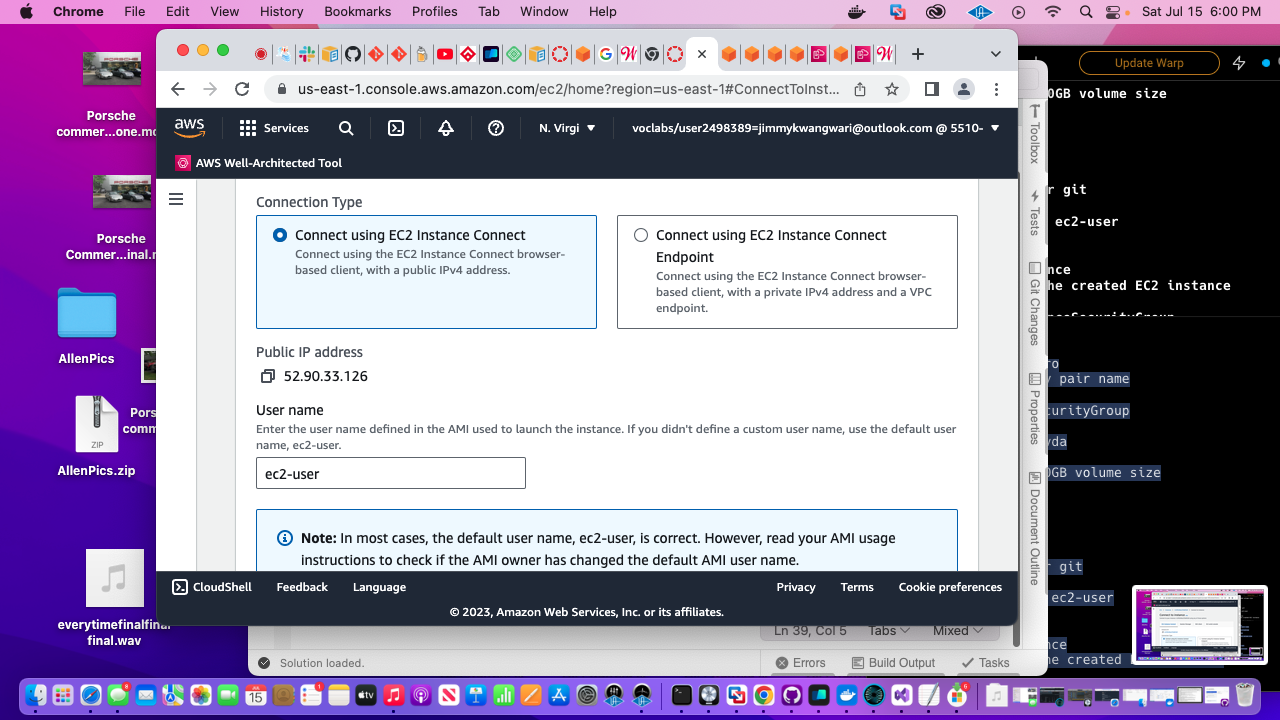 Chrome File Edit View History Bookmarks Profiles Tab Window Help
Sat Jul 15 6:00 PM
us-east-1.console.aws.amazon.com/ec2/home?region=us-east-1#ConnectToInst...
aws
Services
N. Virgi
voclabs/user2498389=jimmykwangwari@outlook.com @ 5510-
AWS Well-Architected Tool
Connection Type
Connect using EC2 Instance Connect
Connect using the EC2 Instance Connect browser-
based client, with a public IPv4 address.
Connect using EC2 Instance Connect
Endpoint
Connect using the EC2 Instance Connect browser-
based client, with a private IPv4 address and a VPC
endpoint.
Public IP address
52.90.33.126
User name
Enter the user name defined in the AMI used to launch the instance. If you didn't define a custom user name, use the default user
name, ec2-user.
ec2-user
Note: In most cases, the default user name, ec2-user, is correct. However, read your AMI usage
instructions to check if the AMI owner has changed the default AMI user name.
CloudShell Feedback Language
Privacy Terms Cookie preferences
© 2023, Amazon Web Services, Inc. or its affiliates.
Porsche
commer...one.mo
Porsche
Commer...inal.m
AllenPics
Pors
comm
ZIP
AllenPics.zip
everytimefinalfinal
final.wav
Update Warp
0GB volume size
r git
ec2-user
nce
he created EC2 instance
ro
y pair name
curityGroup
vda
0GB volume size
r git
ec2-user
nce
he created
Toolbox
Tests
Git Changes
Properties
Document Outline
Ln 39, Col 5 Tabs Mixed
Solution loaded.
Errors Build Output Tasks